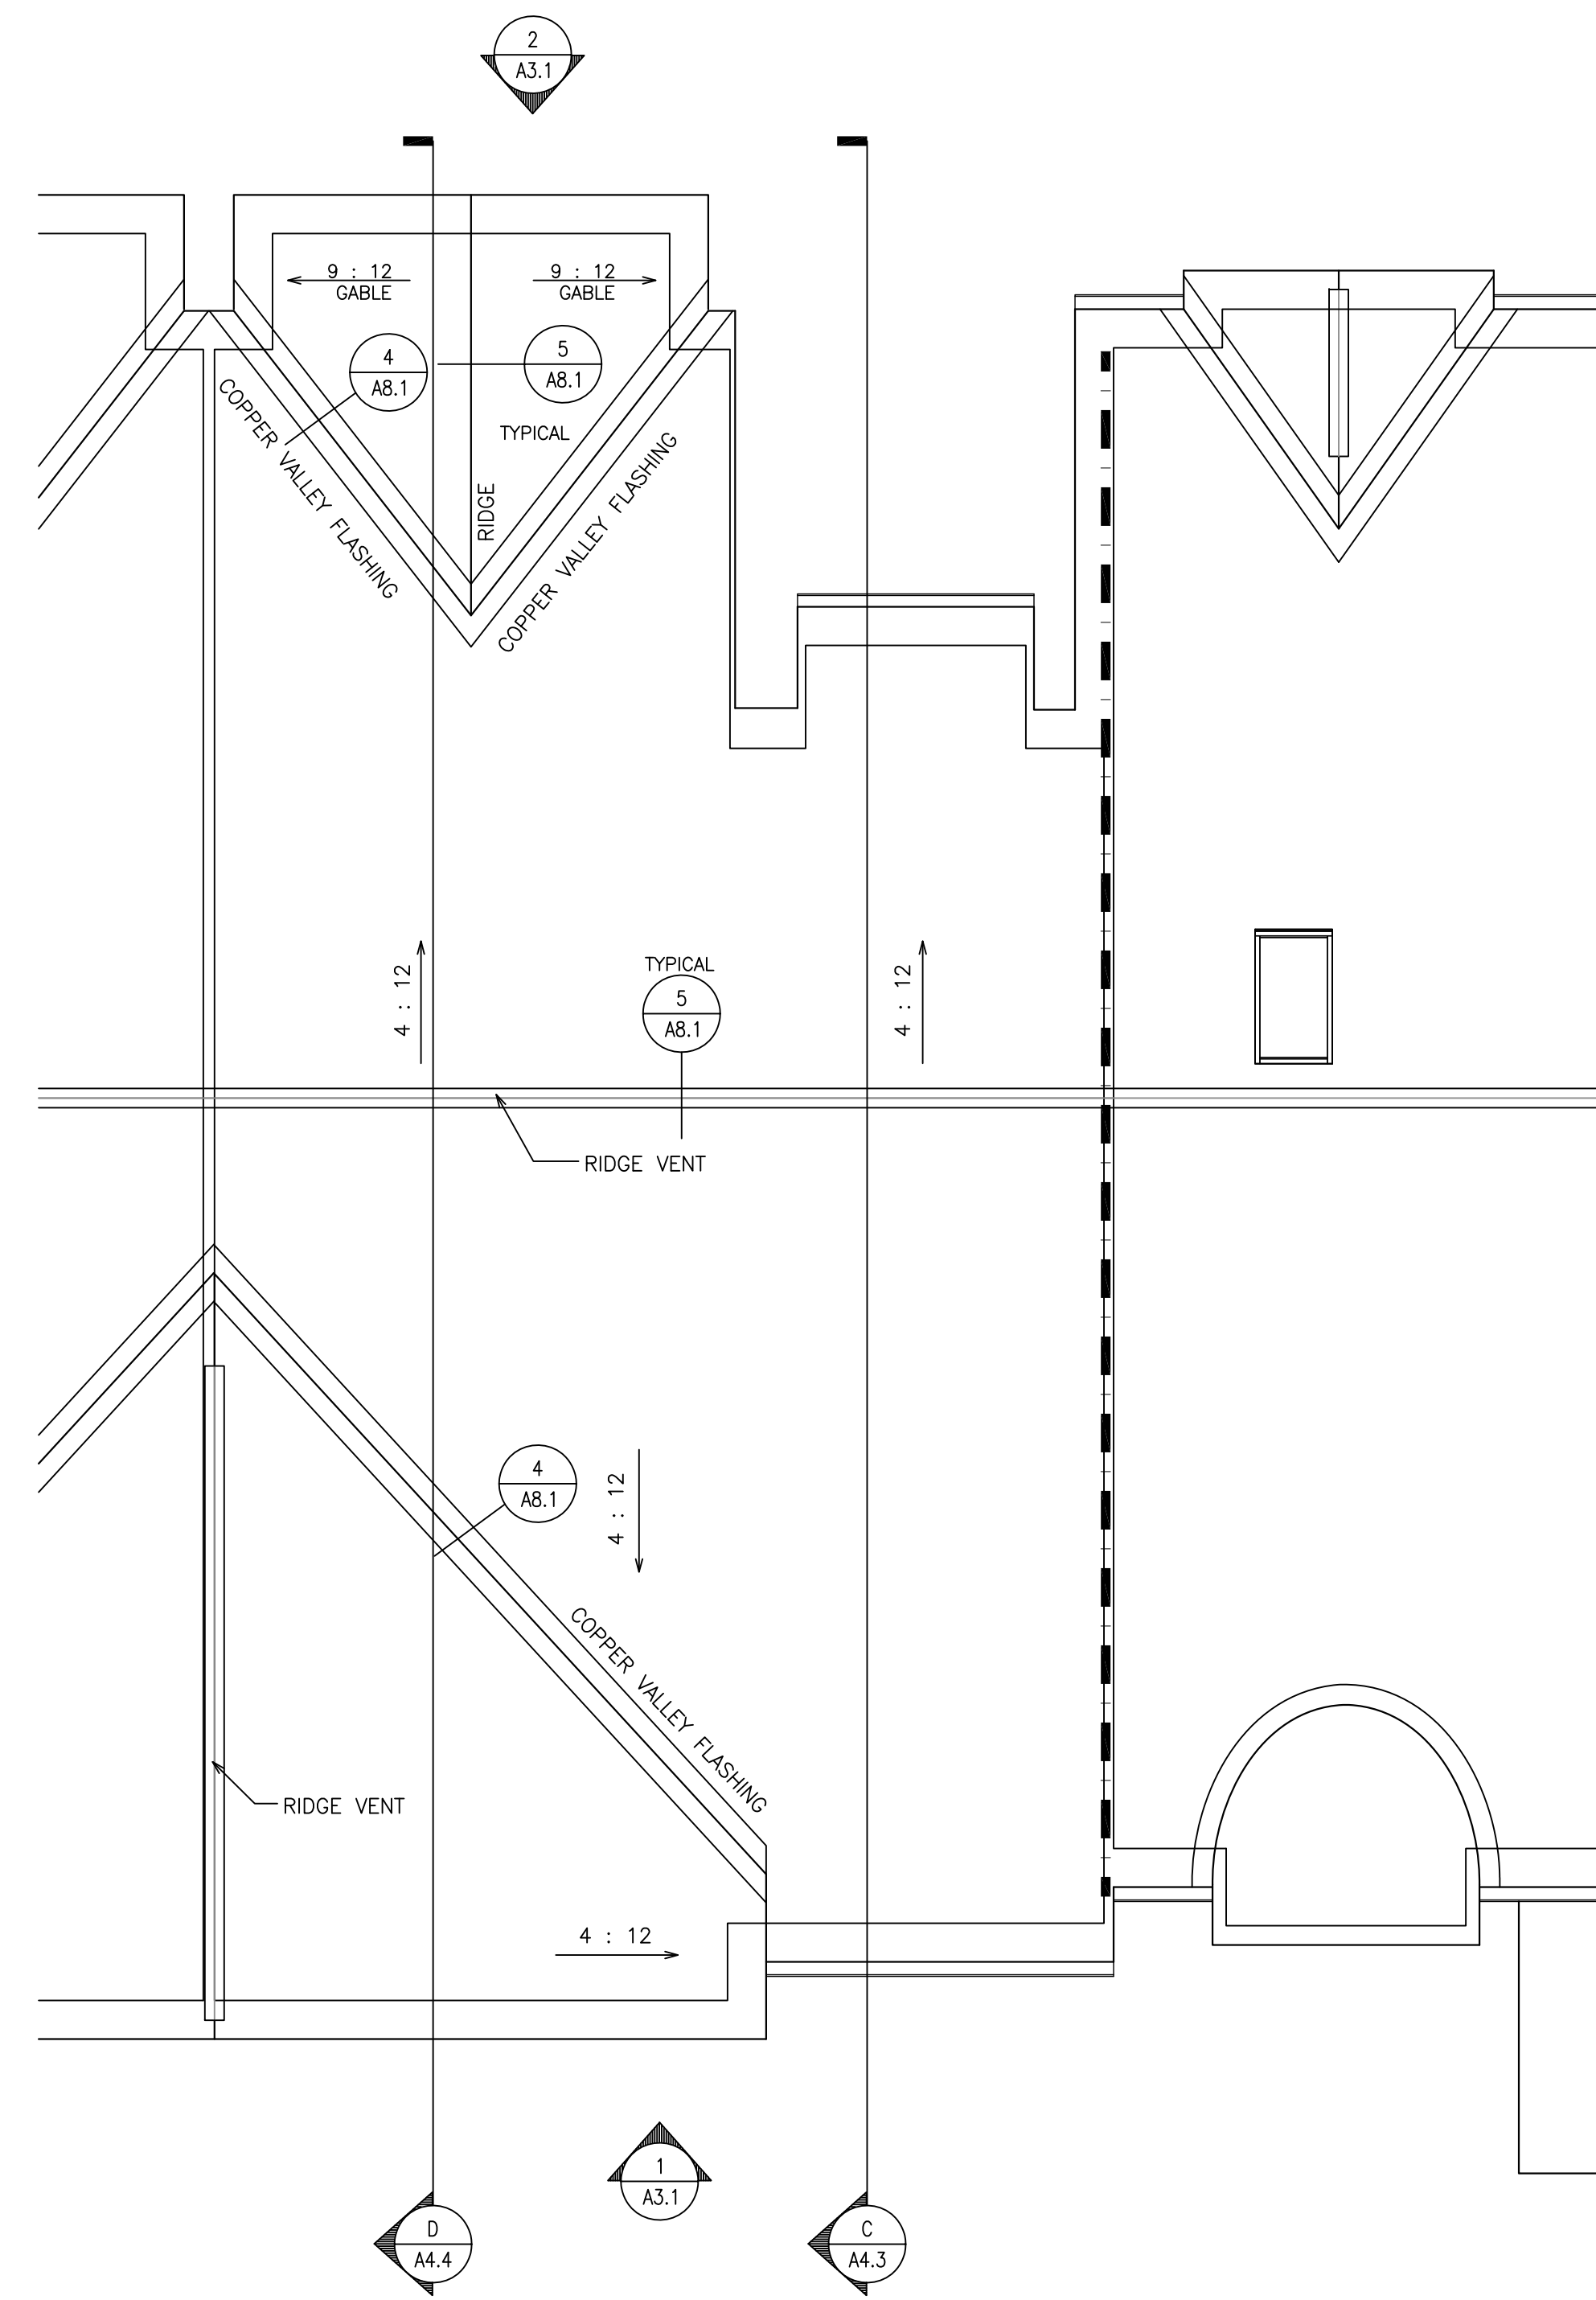 2
A3.1
9 : 12
GABLE
9 : 12
GABLE
4
A8.1
5
A8.1
TYPICAL
RIDGE
COPPER VALLEY FLASHING
COPPER VALLEY FLASHING
4 : 12
TYPICAL
5
A8.1
4 : 12
RIDGE VENT
4
A8.1
4 : 12
COPPER VALLEY FLASHING
RIDGE VENT
4 : 12
1
A3.1
D
A4.4
C
A4.3